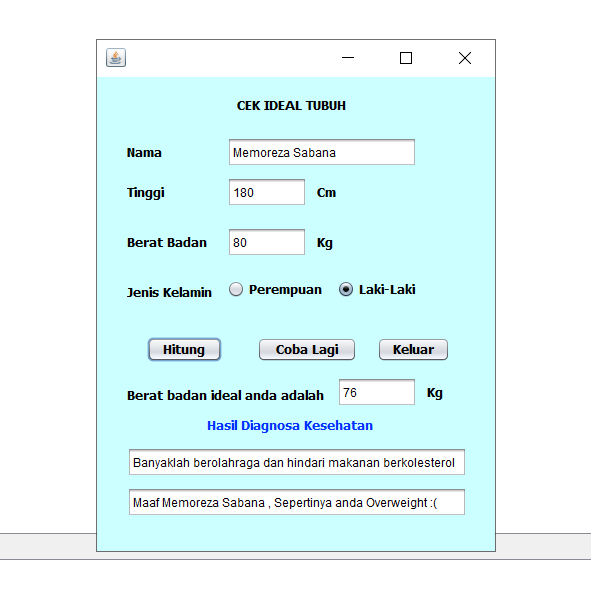 CEK IDEAL TUBUH
Nama Memoreza Sabana
Tinggi 180 Cm
Berat Badan 80 Kg
Jenis Kelamin Perempuan Laki-Laki
Hitung Coba Lagi Keluar
Berat badan ideal anda adalah 76 Kg
Hasil Diagnosa Kesehatan
Banyaklah berolahraga dan hindari makanan berkolesterol
Maaf Memoreza Sabana , Sepertinya anda Overweight :(